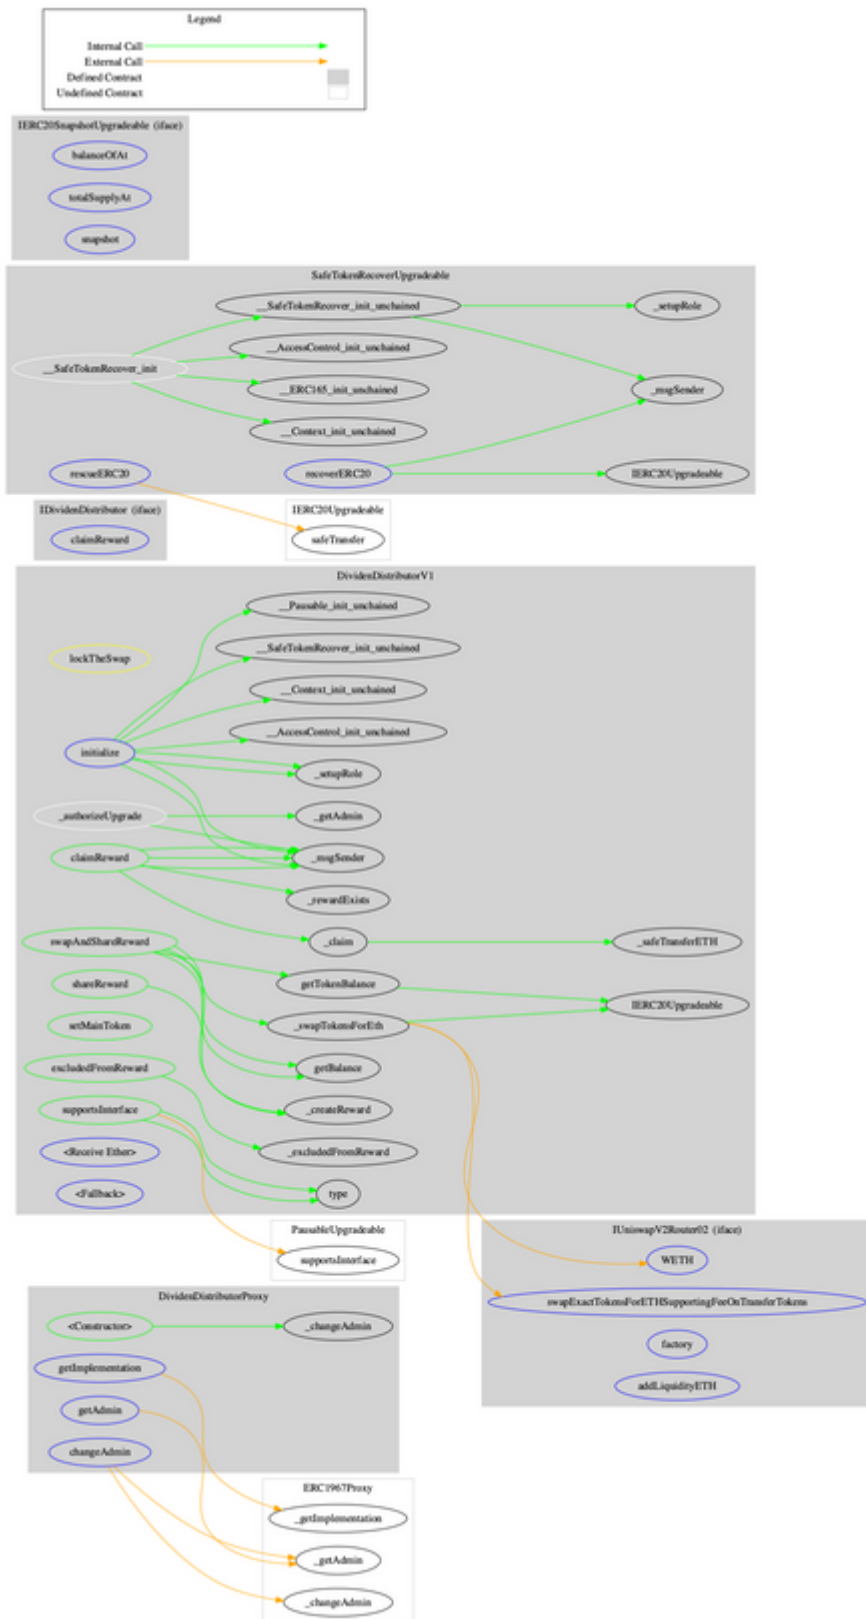 Legend
Internal Call
External Call
Defined Contract
Undefined Contract
IERC20SnapshotUpgradeable (iface)
balanceOfAt
totalSupplyAt
snapshot
SafeTokenRecoverUpgradeable
__SafeTokenRecover_init_unchained
_setupRole
__AccessControl_init_unchained
__SafeTokenRecover_init
__ERC165_init_unchained
_msgSender
__Context_init_unchained
rescueERC20
recoverERC20
IERC20Upgradeable
IDividenDistributor (iface)
claimReward
IERC20Upgradeable
safeTransfer
DividenDistributorV1
__Pausable_init_unchained
lockTheSwap
__SafeTokenRecover_init_unchained
__Context_init_unchained
__AccessControl_init_unchained
initialize
_setupRole
_authorizeUpgrade
_getAdmin
claimReward
_msgSender
_rewardExists
swapAndShareReward
_claim
_safeTransferETH
shareReward
getTokenBalance
IERC20Upgradeable
setMainToken
_swapTokensForEth
excludedFromReward
getBalance
supportsInterface
_createReward
<Receive Ether>
_excludedFromReward
<Fallback>
type
PausableUpgradeable
supportsInterface
IUniswapV2Router02 (iface)
WETH
swapExactTokensForETHSupportingFeeOnTransferTokens
factory
addLiquidityETH
DividenDistributorProxy
<Constructor>
_changeAdmin
getImplementation
getAdmin
changeAdmin
ERC1967Proxy
_getImplementation
_getAdmin
_changeAdmin